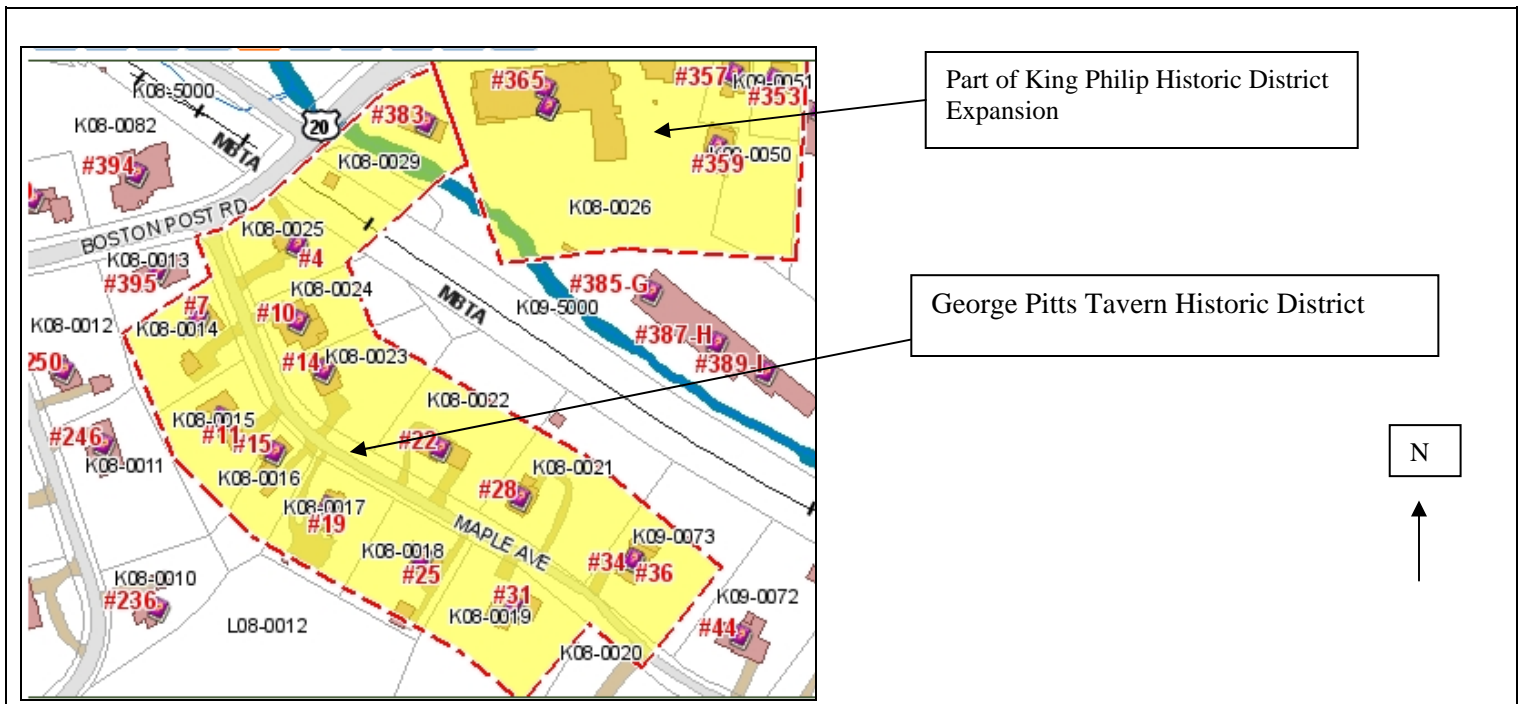 #365
#357
K09-0051
#353
Part of King Philip Historic District
Expansion
K08-5000
K08-0082
#383
20
MBTA
K08-0029
#359
K09-0050
#394
K08-0026
BOSTON POST RD
K08-0025
#4
K08-0013
#395
#385-G
George Pitts Tavern Historic District
K08-0024
MBTA
K09-5000
#7
#10
K08-0012
K08-0014
#387-H
#14
K08-0023
#389-I
250
K08-0022
K08-0015
#11
#15
#22
#246
K08-0011
N
K08-0016
K08-0021
#28
K08-0017
#19
MAPLE AVE
K09-0073
K08-0018
#34
#36
#25
K08-0010
#236
#31
K09-0072
K08-0019
L08-0012
#44
K08-0020